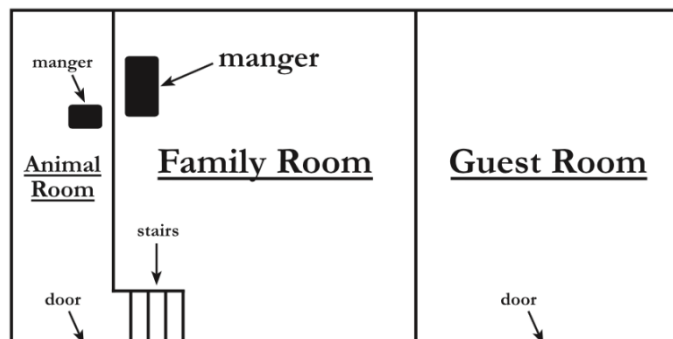 manger
manger
Animal
Room
Family Room
Guest Room
stairs
door
door